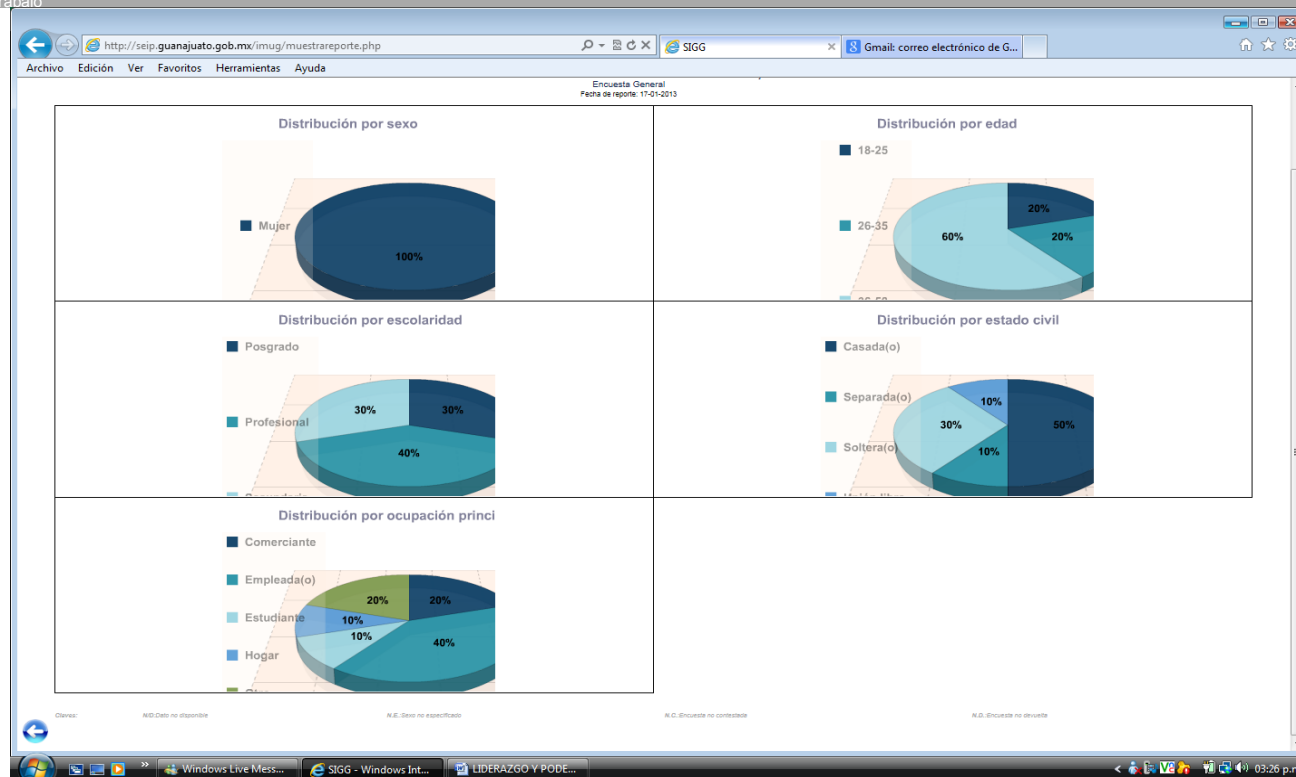 http://seip.guanajuato.gob.mx/imug/muestrareporte.php
SIGG
Gmail: correo electrónico de G...
Archivo Edición Ver Favoritos Herramientas Ayuda
Encuesta General
Fecha de reporte: 17-01-2013
Distribución por sexo
Mujer
100%
Distribución por edad
18-25
26-35
20%
60%
20%
Distribución por escolaridad
Posgrado
Profesional
30%
30%
40%
Distribución por estado civil
Casada(o)
Separada(o)
Soltera(o)
10%
30%
50%
10%
Distribución por ocupación princi
Comerciante
Empleada(o)
Estudiante
Hogar
20%
20%
10%
10%
40%
Claves: N/D:Dato no disponible N.E.:Sexo no especificado N.C.:Encuesta no contestada N.D.:Encuesta no devuelta
Windows Live Mess... SIGG - Windows Int... LIDERAZGO Y PODE... 03:26 p.m